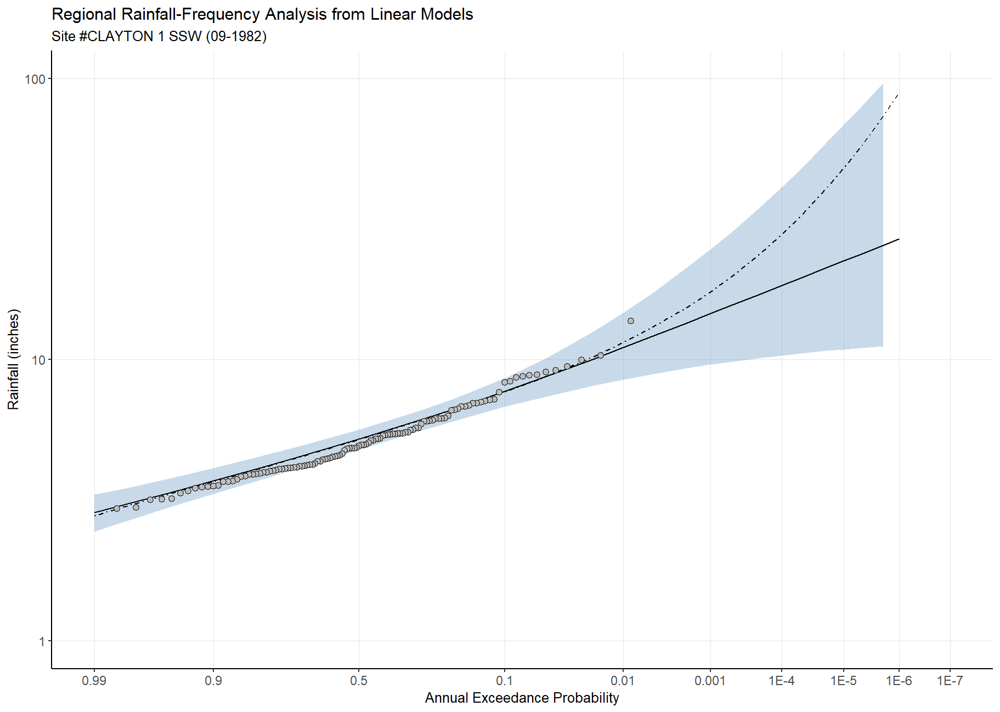 Regional Rainfall-Frequency Analysis from Linear Models
Site #CLAYTON 1 SSW (09-1982)
100
10
1
Rainfall (inches)
0.99 0.9 0.5 0.1 0.01 0.001 1E-4 1E-5 1E-6 1E-7
Annual Exceedance Probability